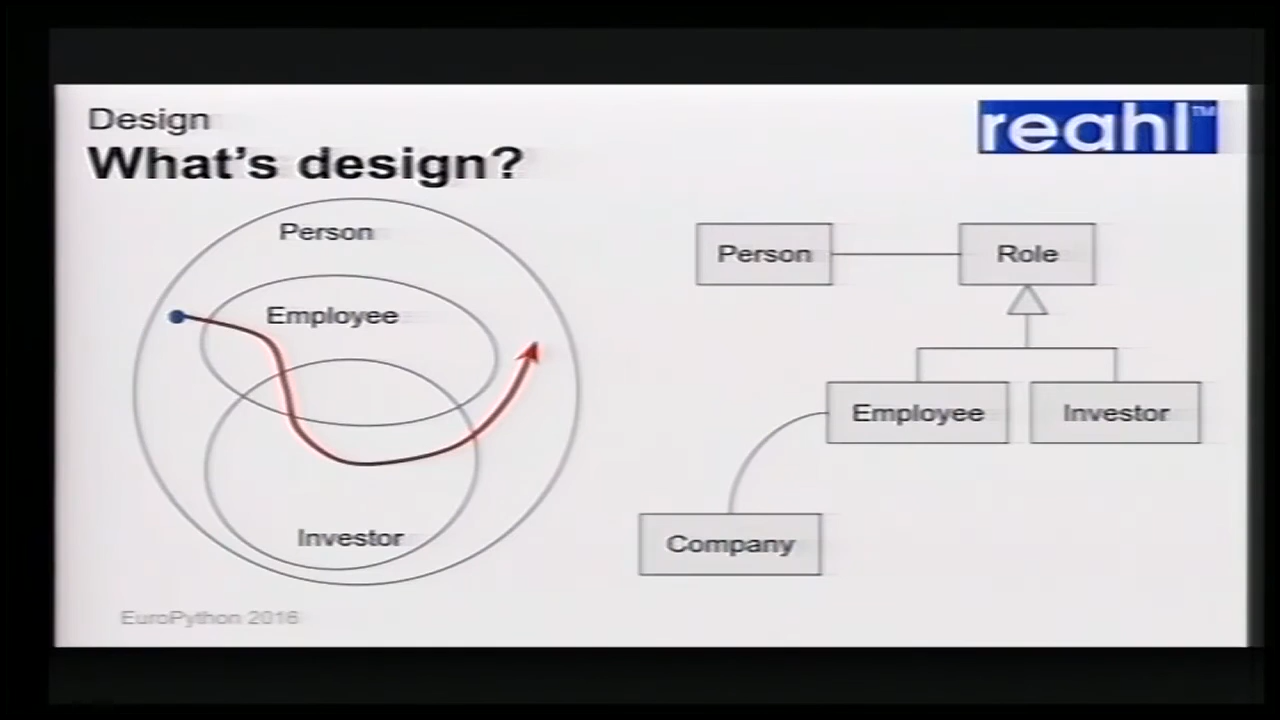 Design
What's design?
reahl™
Person
Employee
Investor
Person
Role
Employee
Investor
Company
EuroPython 2016